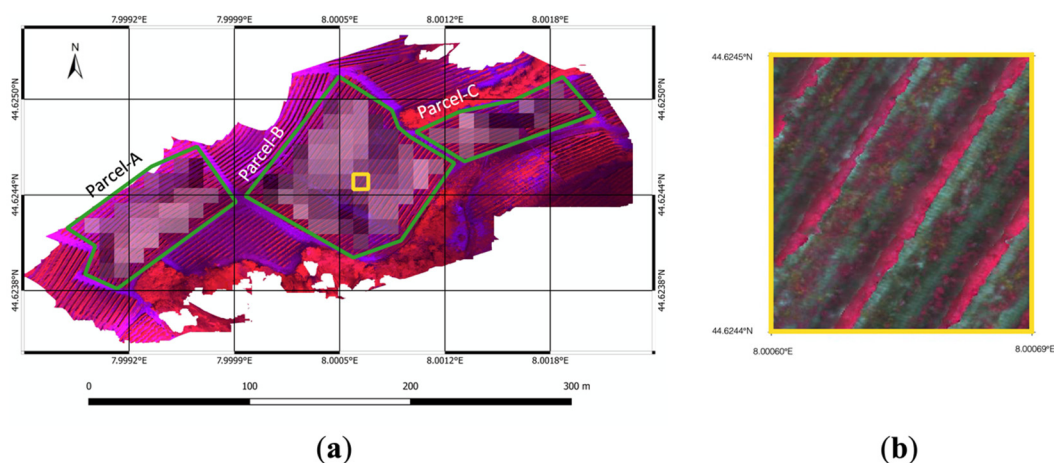 7.9992°E 7.9999°E 8.0005°E 8.0012°E 8.0018°E
N
44.6250°N 44.6250°N
44.6244°N 44.6244°N
44.6238°N 44.6238°N
Parcel-A
Parcel-B
Parcel-C
7.9992°E 7.9999°E 8.0005°E 8.0012°E 8.0018°E
0 100 200 300 m
(a)
44.6245°N
44.6244°N
8.00060°E 8.00069°E
(b)